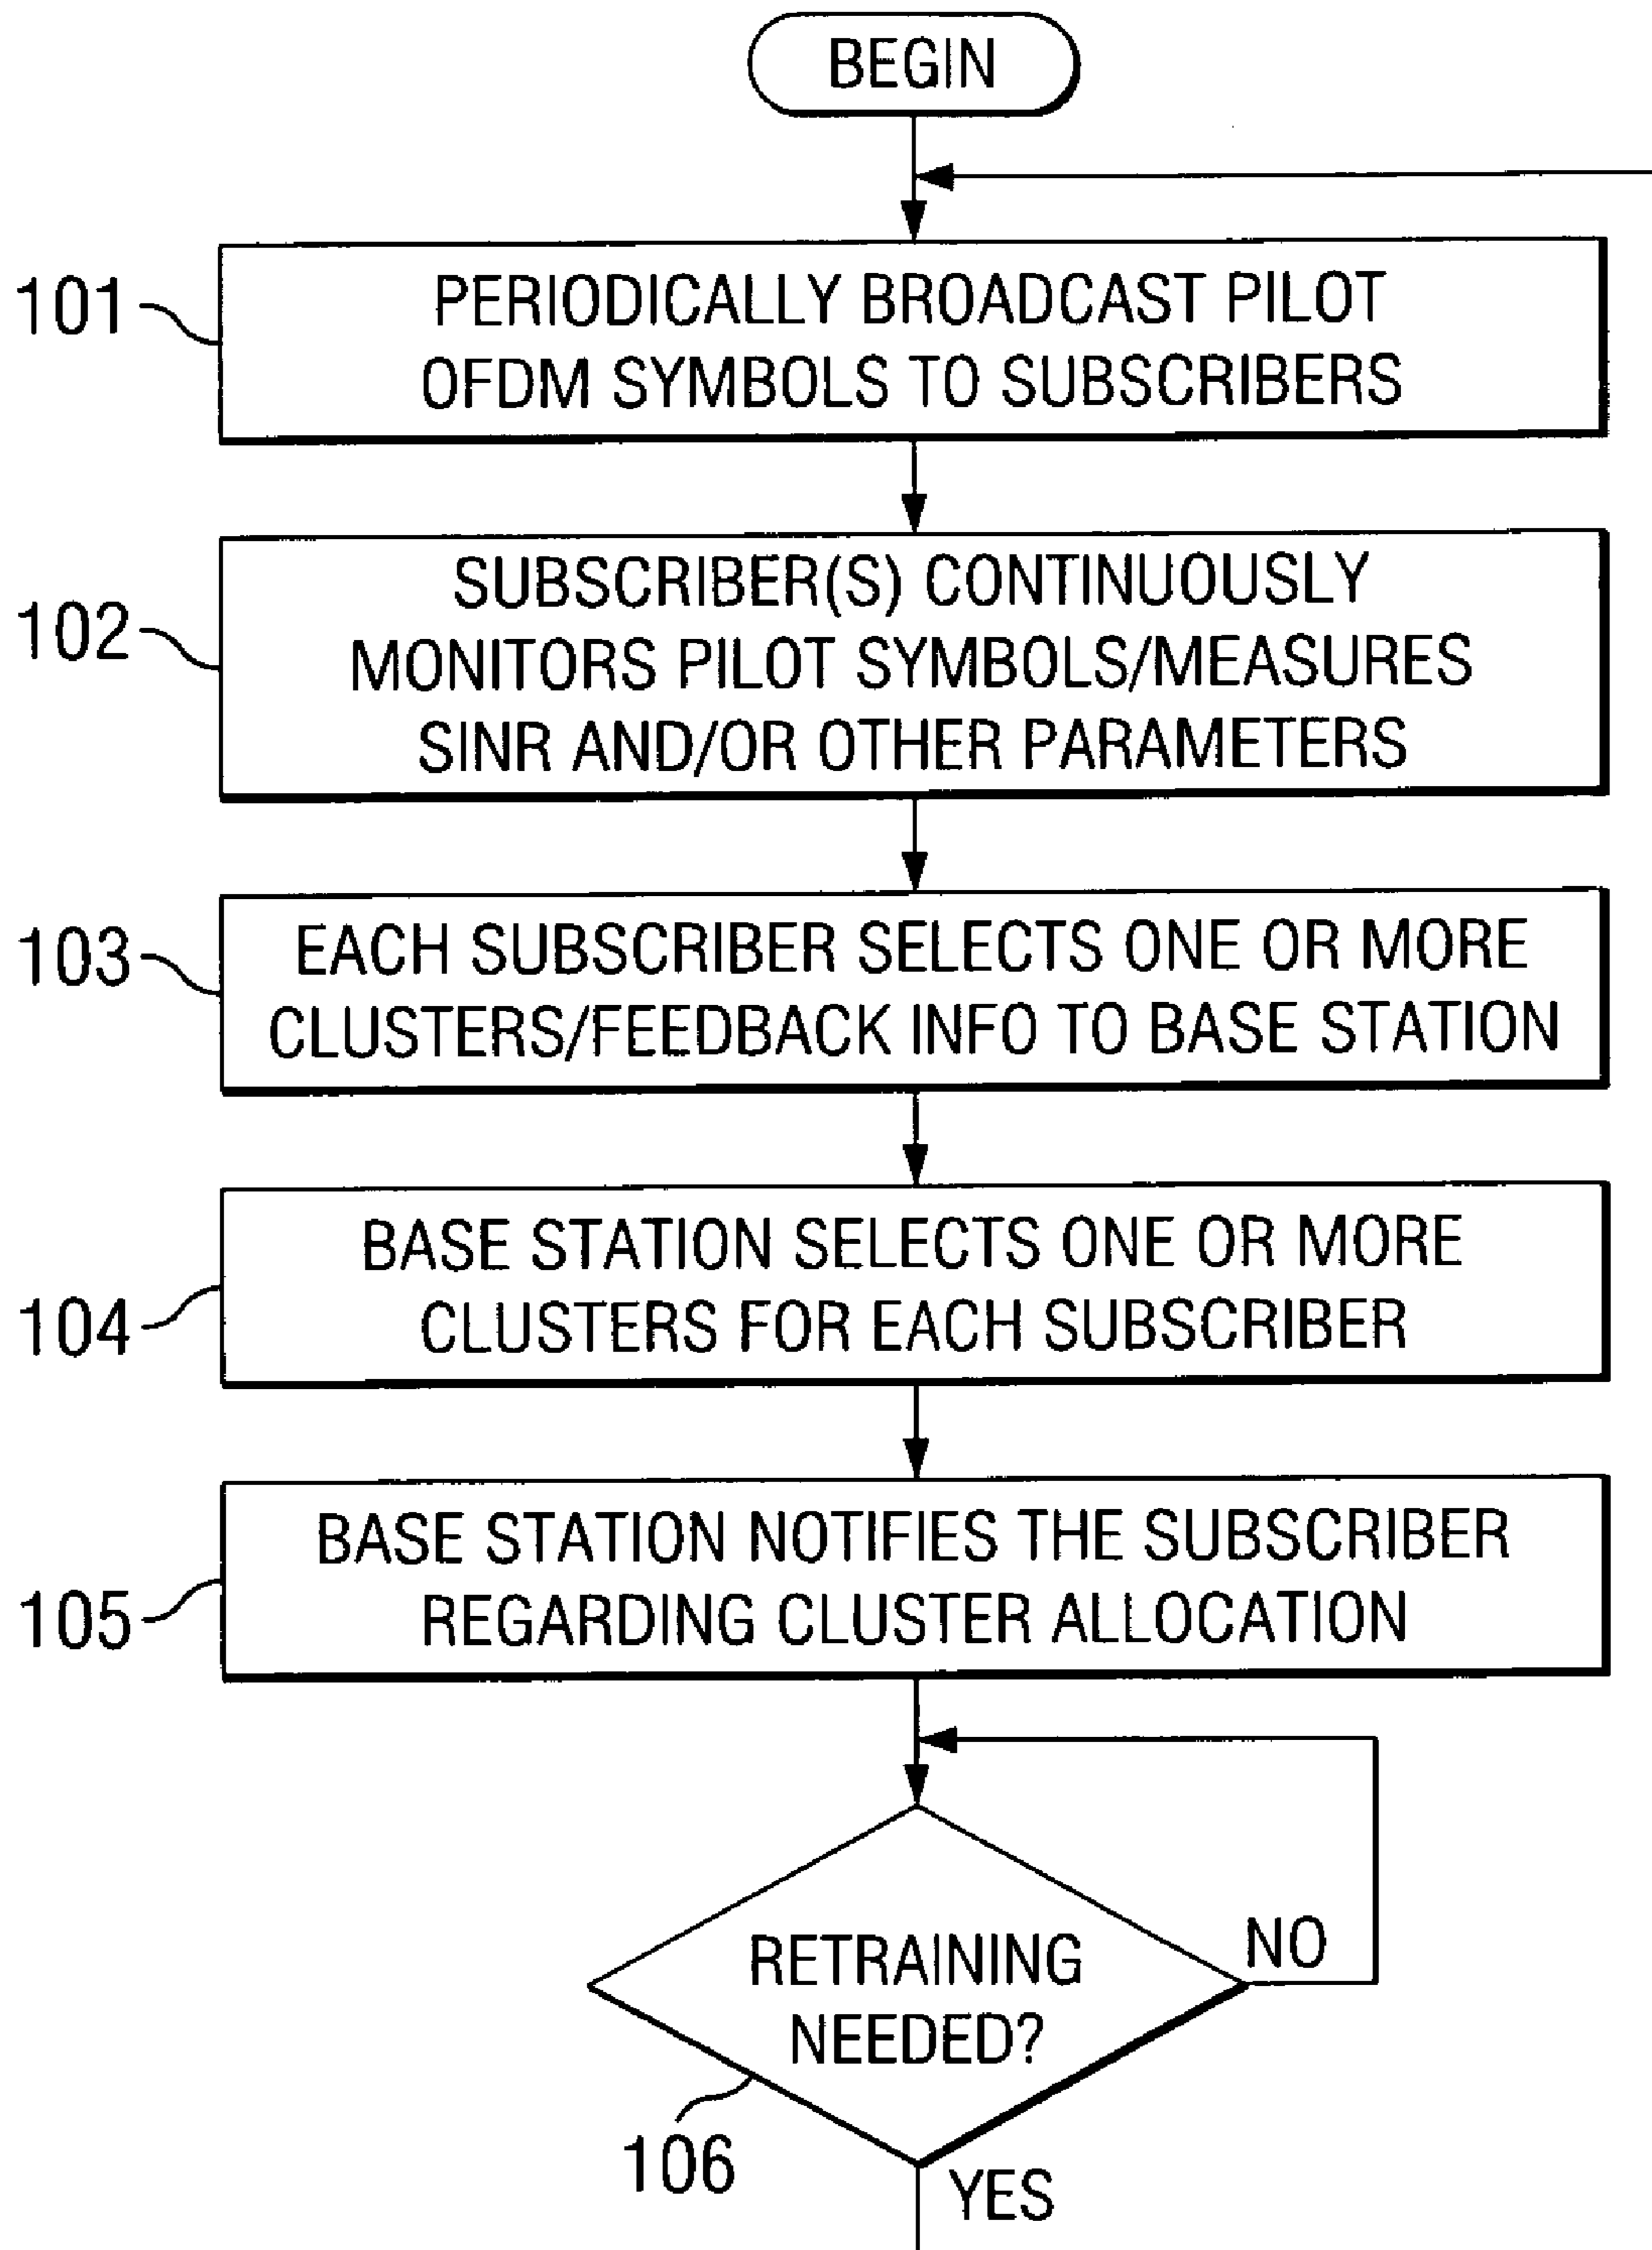 BEGIN
101
PERIODICALLY BROADCAST PILOT
OFDM SYMBOLS TO SUBSCRIBERS
102
SUBSCRIBER(S) CONTINUOUSLY
MONITORS PILOT SYMBOLS/MEASURES
SINR AND/OR OTHER PARAMETERS
103
EACH SUBSCRIBER SELECTS ONE OR MORE
CLUSTERS/FEEDBACK INFO TO BASE STATION
104
BASE STATION SELECTS ONE OR MORE
CLUSTERS FOR EACH SUBSCRIBER
105
BASE STATION NOTIFIES THE SUBSCRIBER
REGARDING CLUSTER ALLOCATION
RETRAINING
NEEDED?
NO
106
YES